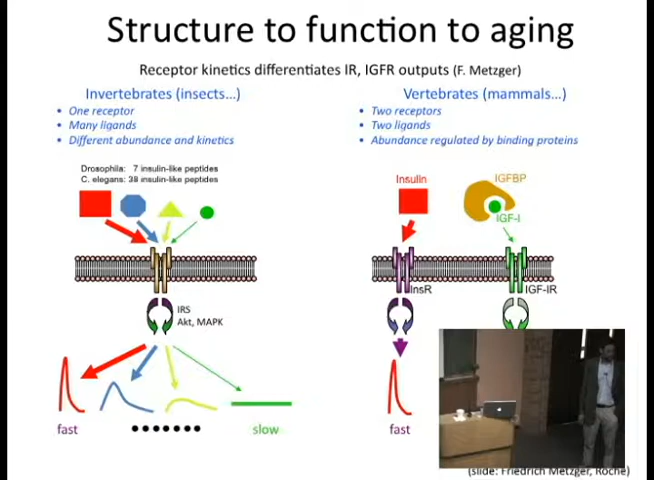 Structure to function to aging
Receptor kinetics differentiates IR, IGFR outputs (F. Metzger)
Invertebrates (insects...)
• One receptor
• Many ligands
• Different abundance and kinetics
Drosophila: 7 insulin-like peptides
C. elegans: 38 insulin-like peptides
IRS
Akt, MAPK
fast
slow
Vertebrates (mammals...)
• Two receptors
• Two ligands
• Abundance regulated by binding proteins
Insulin
IGFBP
IGF-I
InsR
IGF-IR
fast
(slide: Friedrich Metzger, Roche)